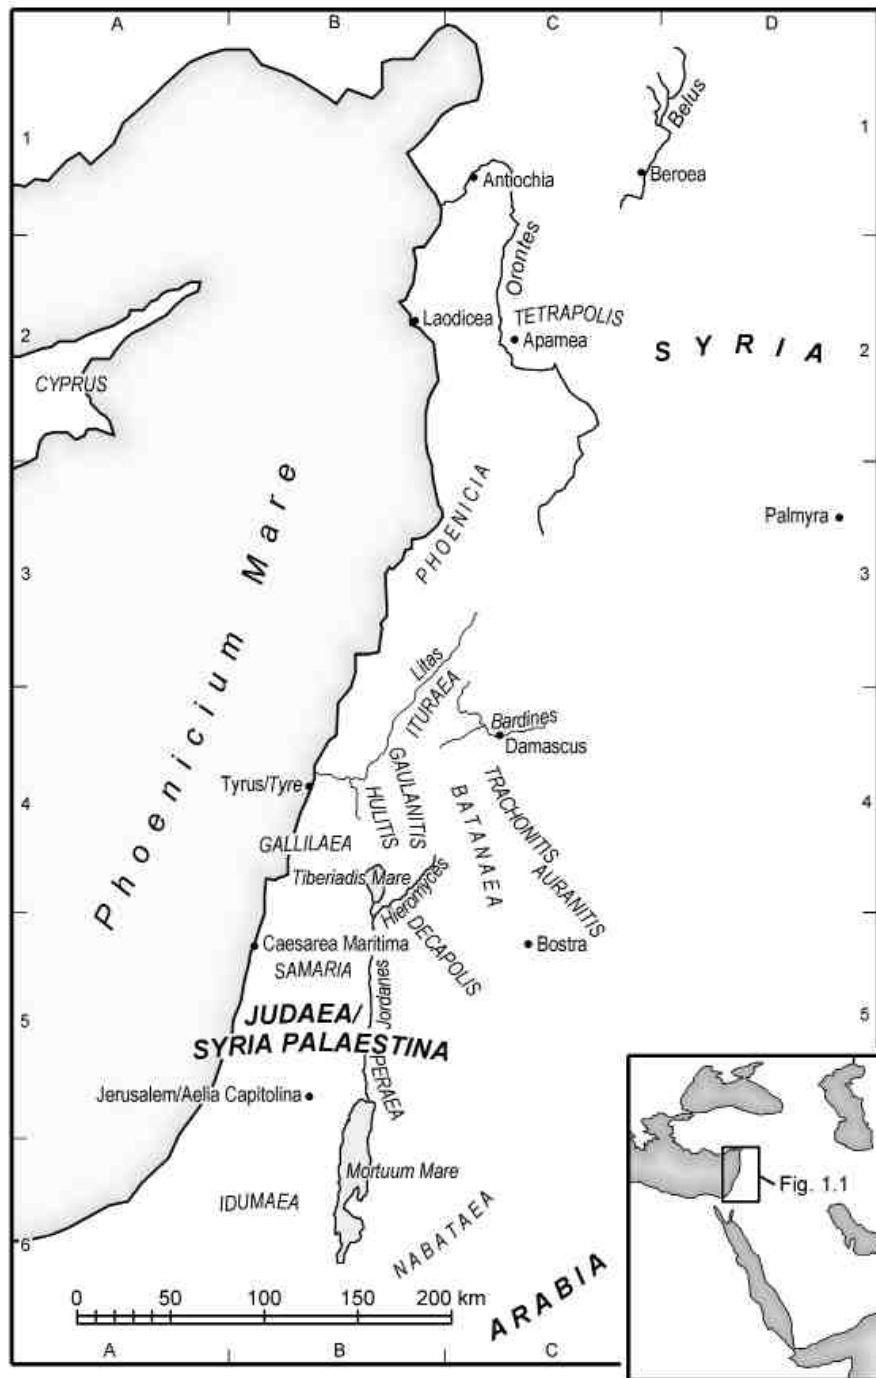 A B C D
1 1
Belus
Antiochia
Beroea
Orontes
Laodicea
TETRAPOLIS
Apamea
2 2
SYRIA
CYPRUS
Phoenicium Mare
PHOENICIA
Palmyra
3 3
Litas
ITURAEA
Bardines
Damascus
Tyrus/Tyre
GAULANITIS
HULITIS
BATANAEA
TRACHONITIS
4 4
GALLILAEA
AURANITIS
Tiberiadis Mare
Hieromyces
DECAPOLIS
Caesarea Maritima
Bostra
SAMARIA
Jordanes
5 5
JUDAEA/
SYRIA PALAESTINA
PERAEA
Jerusalem/Aelia Capitolina
Mortuum Mare
IDUMAEA
NABATAEA
6
ARABIA
Fig. 1.1
0 50 100 150 200 km
A B C